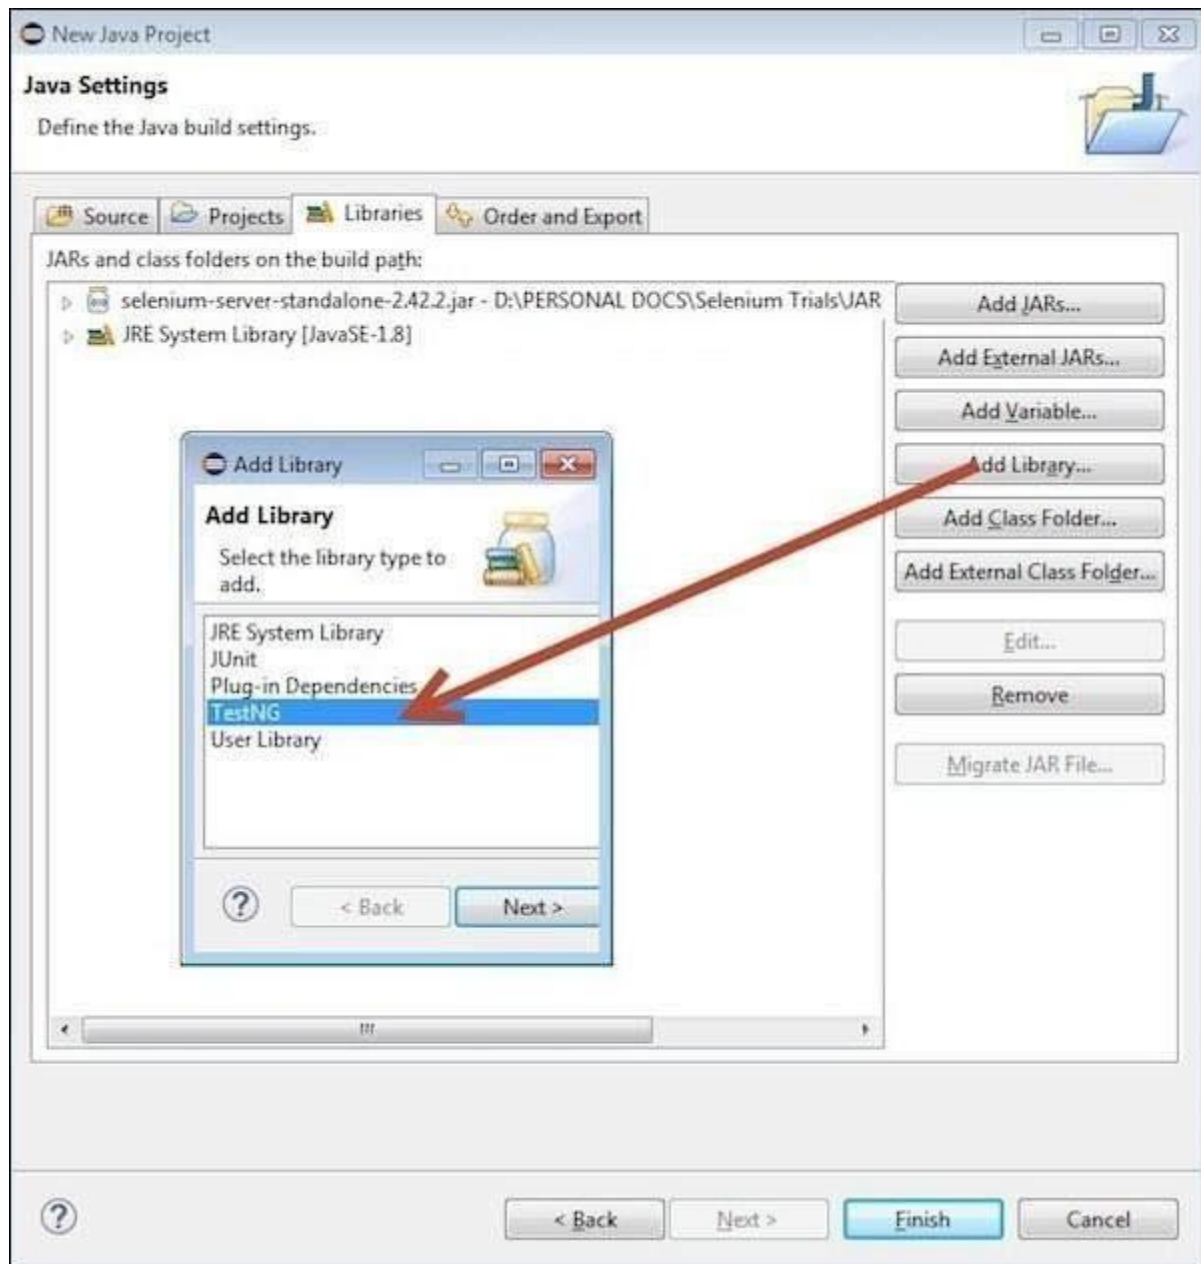 New Java Project
Java Settings
Define the Java build settings.
Source
Projects
Libraries
Order and Export
JARs and class folders on the build path:
selenium-server-standalone-2.42.2.jar - D:\PERSONAL DOCS\Selenium Trials\JAR
JRE System Library [JavaSE-1.8]
Add JARs...
Add External JARs...
Add Variable...
Add Library...
Add Class Folder...
Add External Class Folder...
Edit...
Remove
Migrate JAR File...
Add Library
Add Library
Select the library type to
add.
JRE System Library
JUnit
Plug-in Dependencies
TestNG
User Library
?
< Back
Next >
?
< Back
Next >
Finish
Cancel